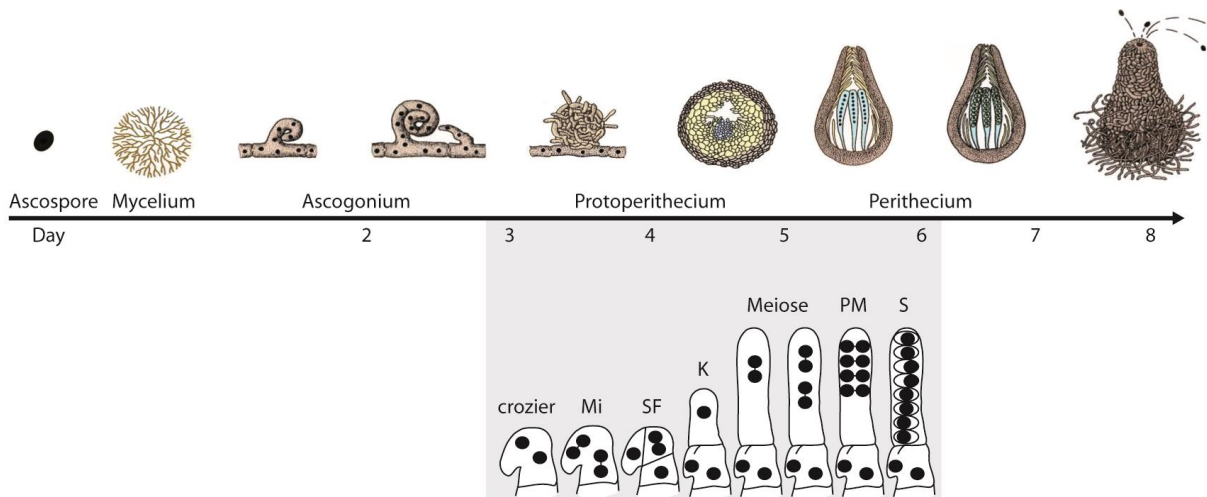 Ascospore Mycelium Ascogonium Protoperithecium Perithecium
Day 2 3 4 5 6 7 8
Meiose PM S
K
crozier Mi SF